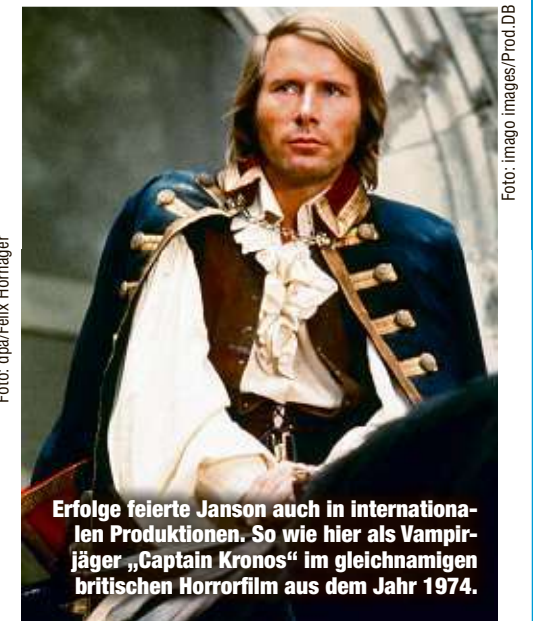 Foto: imago images/Prod.DB
Foto: dpa/Felix Hörhager
Erfolge feierte Janson auch in internationa-
len Produktionen. So wie hier als Vampir-
jäger „Captain Kronos“ im gleichnamigen
britischen Horrorfilm aus dem Jahr 1974.